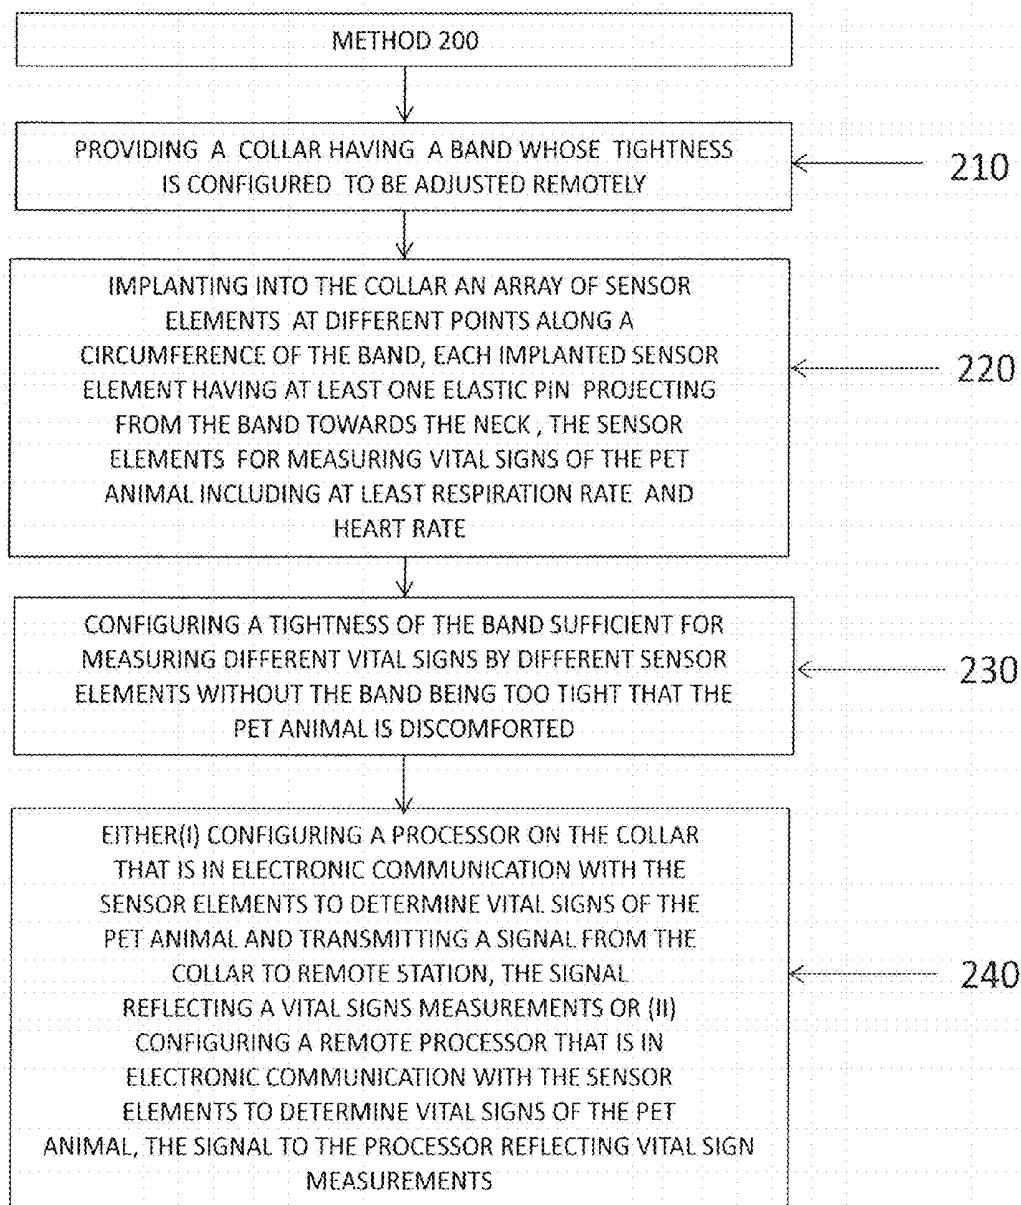 METHOD 200
PROVIDING A COLLAR HAVING A BAND WHOSE TIGHTNESS
IS CONFIGURED TO BE ADJUSTED REMOTELY
210
IMPLANTING INTO THE COLLAR AN ARRAY OF SENSOR
ELEMENTS AT DIFFERENT POINTS ALONG A
CIRCUMFERENCE OF THE BAND, EACH IMPLANTED SENSOR
ELEMENT HAVING AT LEAST ONE ELASTIC PIN PROJECTING
FROM THE BAND TOWARDS THE NECK , THE SENSOR
ELEMENTS FOR MEASURING VITAL SIGNS OF THE PET
ANIMAL INCLUDING AT LEAST RESPIRATION RATE AND
HEART RATE
220
CONFIGURING A TIGHTNESS OF THE BAND SUFFICIENT FOR
MEASURING DIFFERENT VITAL SIGNS BY DIFFERENT SENSOR
ELEMENTS WITHOUT THE BAND BEING TOO TIGHT THAT THE
PET ANIMAL IS DISCOMFORTED
230
EITHER(I) CONFIGURING A PROCESSOR ON THE COLLAR
THAT IS IN ELECTRONIC COMMUNICATION WITH THE
SENSOR ELEMENTS TO DETERMINE VITAL SIGNS OF THE
PET ANIMAL AND TRANSMITTING A SIGNAL FROM THE
COLLAR TO REMOTE STATION, THE SIGNAL
REFLECTING A VITAL SIGNS MEASUREMENTS OR (II)
CONFIGURING A REMOTE PROCESSOR THAT IS IN
ELECTRONIC COMMUNICATION WITH THE SENSOR
ELEMENTS TO DETERMINE VITAL SIGNS OF THE PET
ANIMAL, THE SIGNAL TO THE PROCESSOR REFLECTING VITAL SIGN
MEASUREMENTS
240